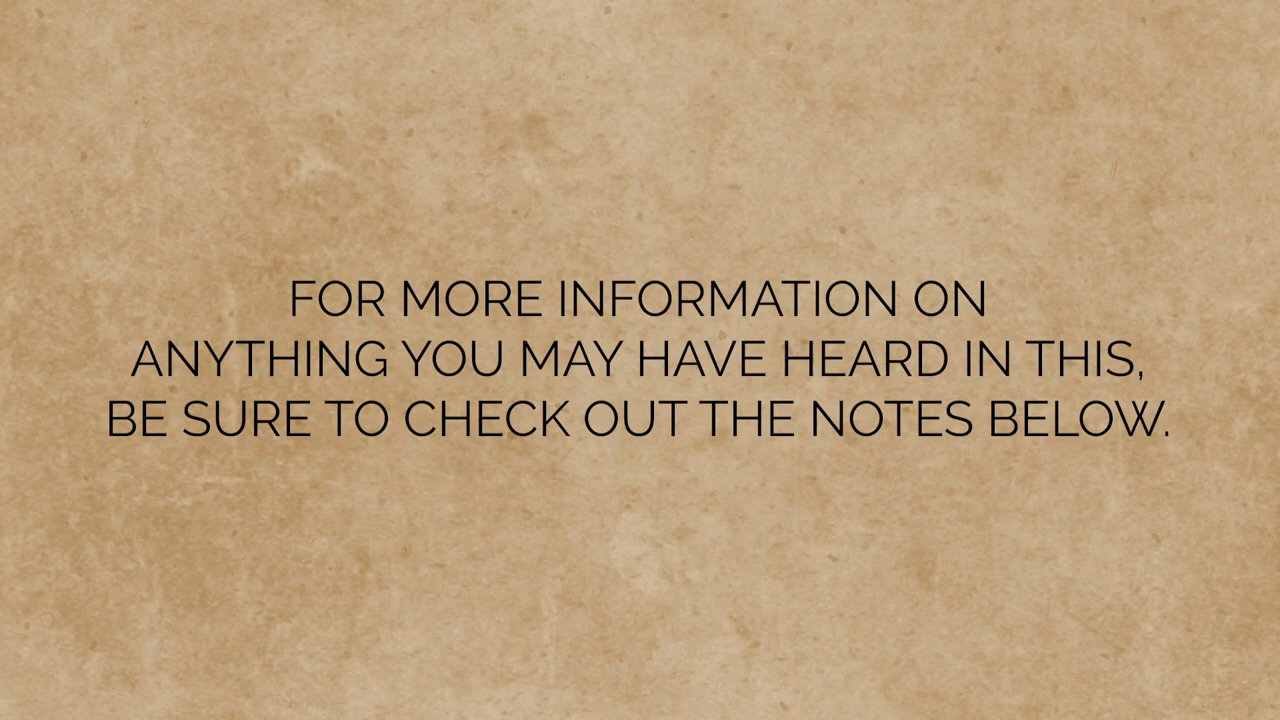 FOR MORE INFORMATION ON
ANYTHING YOU MAY HAVE HEARD IN THIS,
BE SURE TO CHECK OUT THE NOTES BELOW.